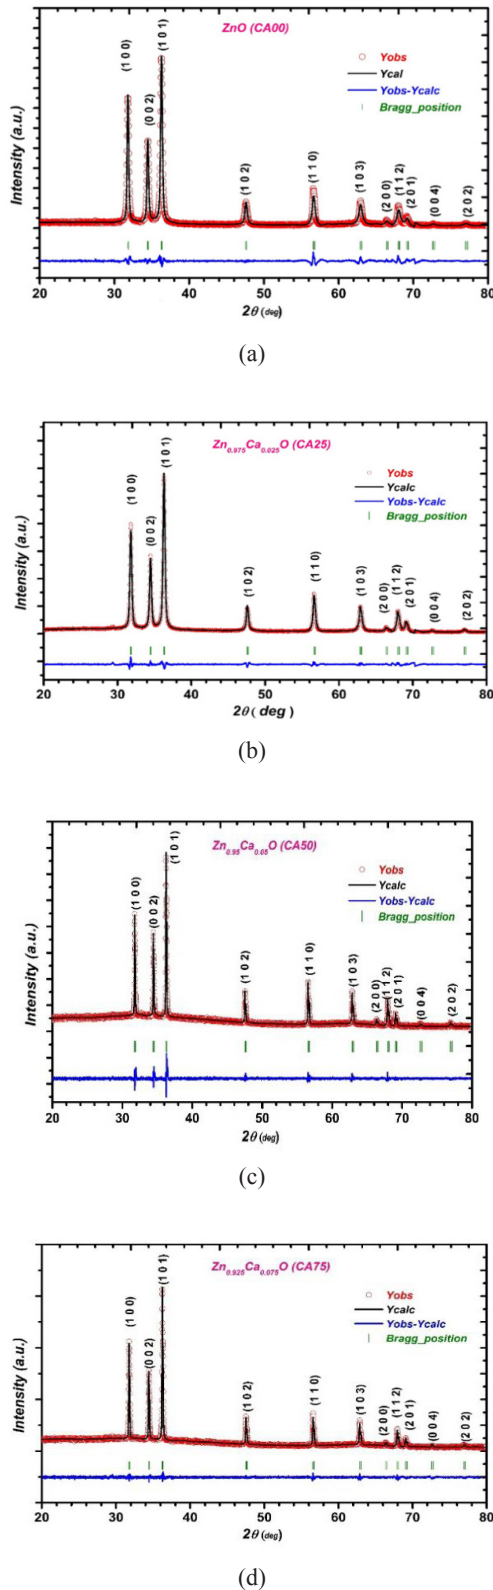 ZnO (CA00)
(1 0 0)
(0 0 2)
(1 0 1)
(1 0 2)
(1 1 0)
(1 0 3)
(2 0 0)
(1 1 2)
(2 0 1)
(0 0 4)
(2 0 2)
Yobs
Ycal
Yobs-Ycalc
Bragg_position
Intensity (a.u.)
20 30 40 50 60 70 80
2θ (deg)
(a)
Zn0.975Ca0.025O (CA25)
(1 0 0)
(0 0 2)
(1 0 1)
(1 0 2)
(1 1 0)
(1 0 3)
(2 0 0)
(1 1 2)
(2 0 1)
(0 0 4)
(2 0 2)
Yobs
Ycalc
Yobs-Ycalc
Bragg_position
Intensity (a.u.)
20 30 40 50 60 70 80
2θ ( deg )
(b)
Zn0.95Ca0.05O (CA50)
(1 0 0)
(0 0 2)
(1 0 1)
(1 0 2)
(1 1 0)
(1 0 3)
(2 0 0)
(1 1 2)
(2 0 1)
(0 0 4)
(2 0 2)
Yobs
Ycalc
Yobs-Ycalc
Bragg_position
Intensity (a.u.)
20 30 40 50 60 70 80
2θ (deg)
(c)
Zn0.925Ca0.075O (CA75)
(1 0 0)
(0 0 2)
(1 0 1)
(1 0 2)
(1 1 0)
(1 0 3)
(2 0 0)
(1 1 2)
(2 0 1)
(0 0 4)
(2 0 2)
Yobs
Ycalc
Yobs-Ycalc
Bragg_position
Intensity (a.u.)
20 30 40 50 60 70 80
2θ (deg)
(d)